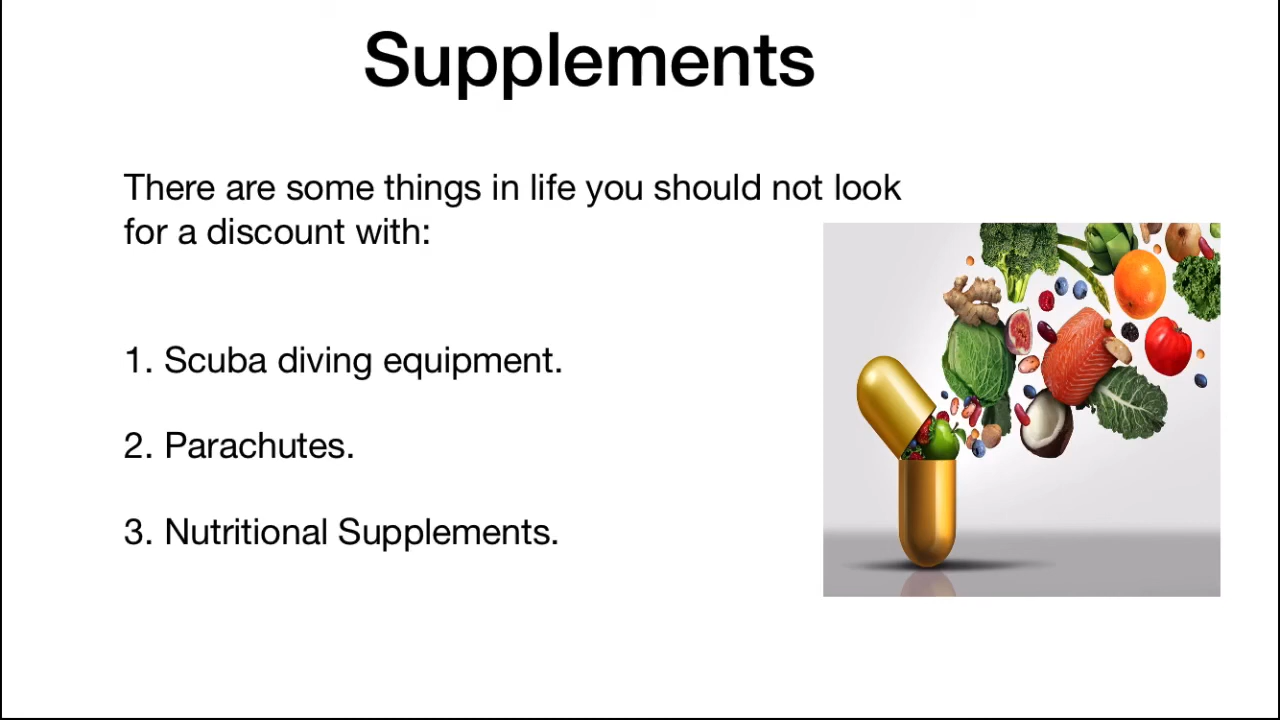 Supplements
There are some things in life you should not look
for a discount with:
1. Scuba diving equipment.
2. Parachutes.
3. Nutritional Supplements.